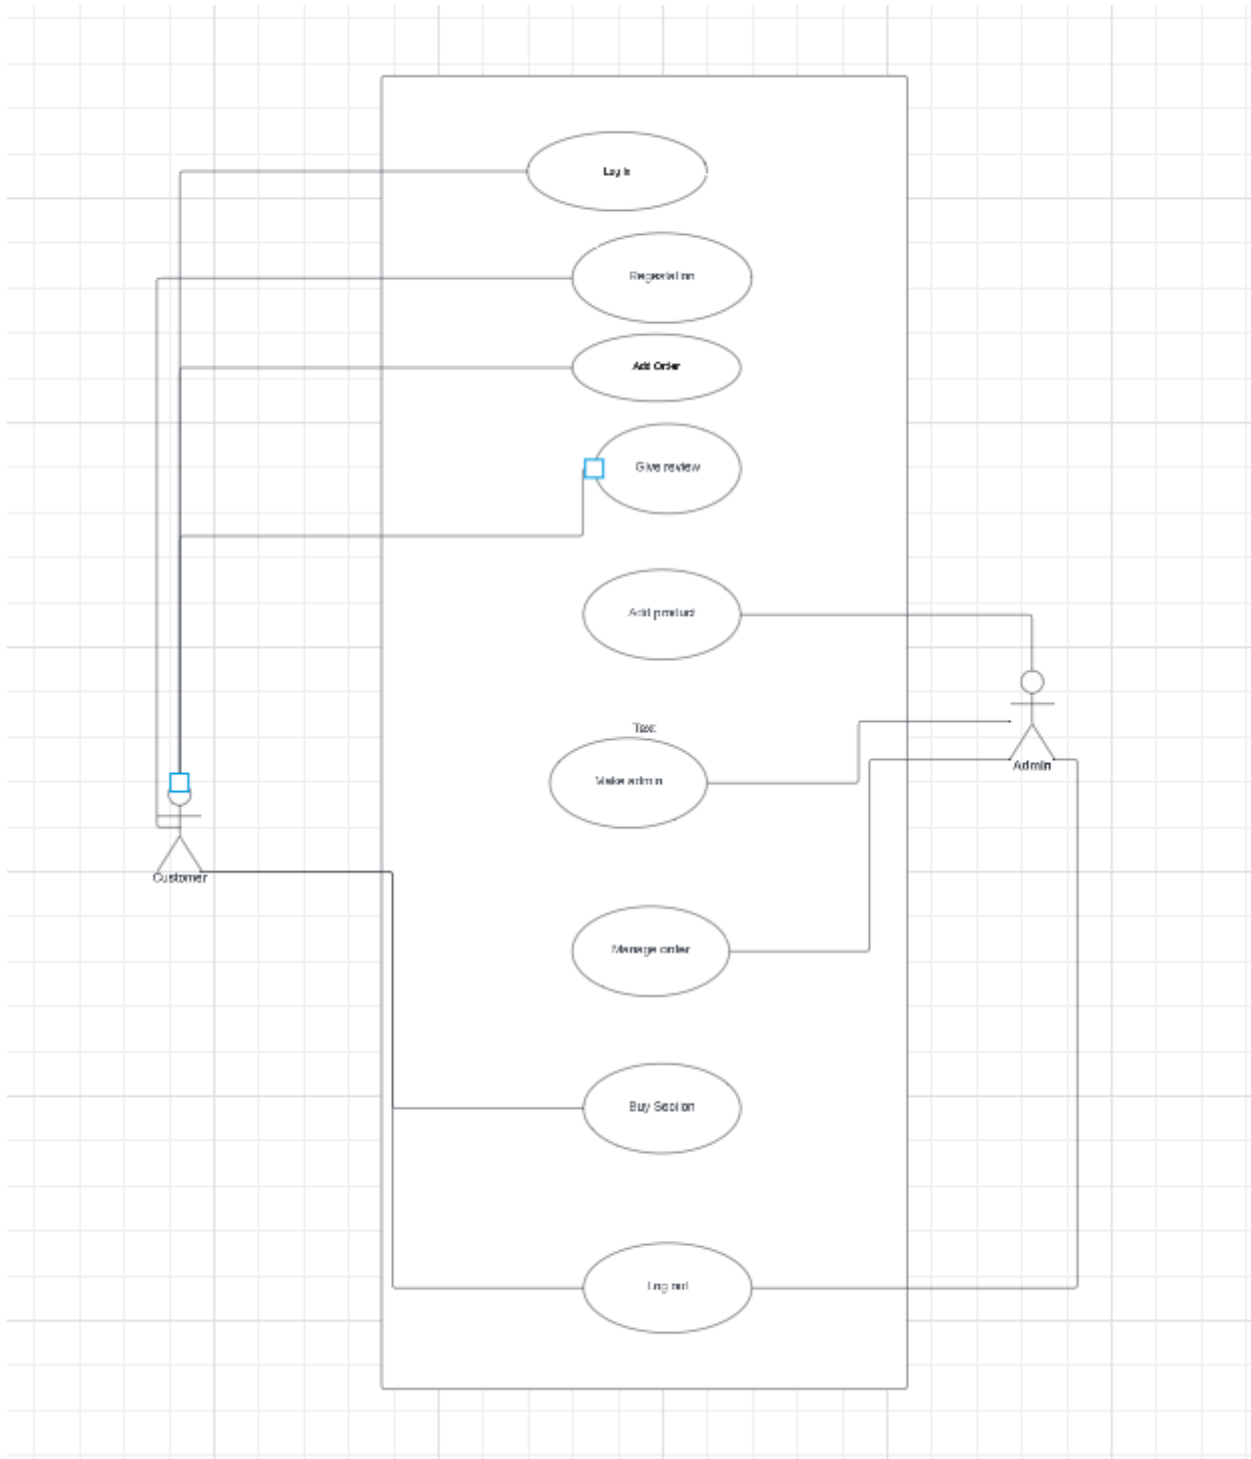 Log In
Regestation
Add Order
Give review
Add product
Text
Make admin
Admin
Customer
Manage order
Buy Section
Log out